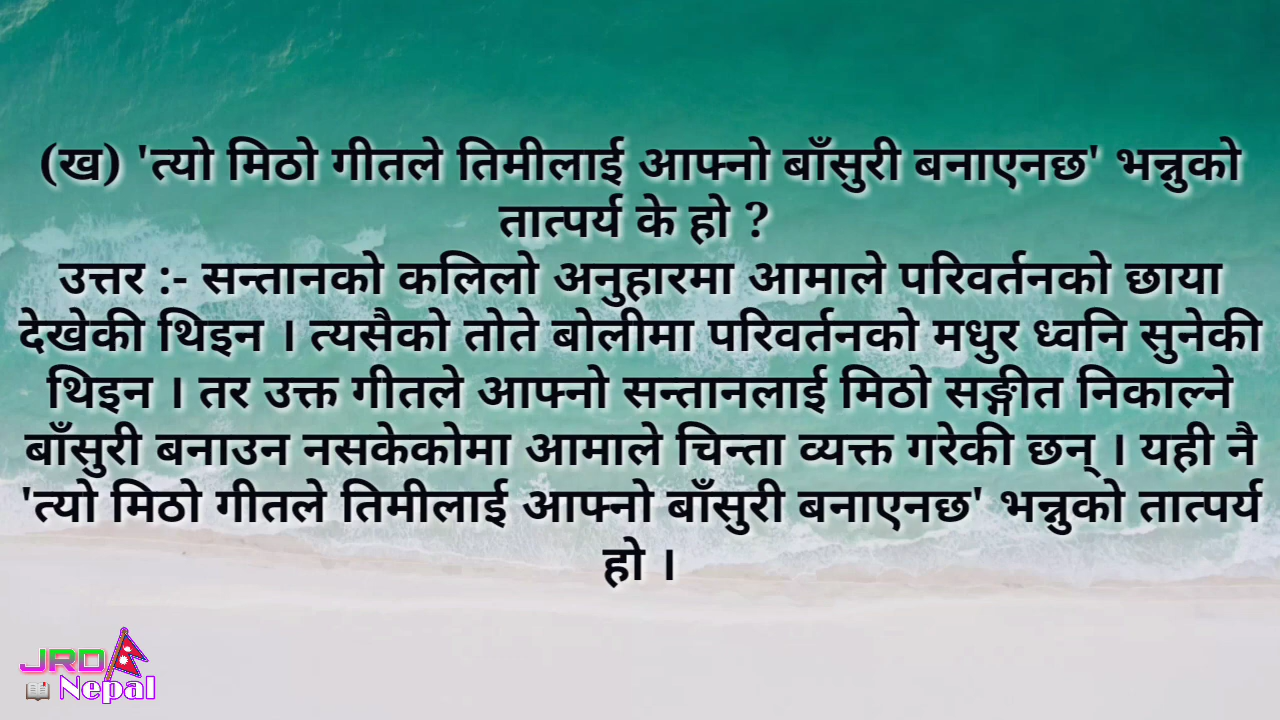 (ख) 'त्यो मिठो गीतले तिमीलाई आफ्नो बाँसुरी बनाएनछ' भन्नुको
तात्पर्य के हो ?
उत्तर :- सन्तानको कलिलो अनुहारमा आमाले परिवर्तनको छाया
देखेकी थिइन । त्यसैको तोते बोलीमा परिवर्तनको मधुर ध्वनि सुनेकी
थिइन । तर उक्त गीतले आफ्नो सन्तानलाई मिठो सङ्गीत निकाल्ने
बाँसुरी बनाउन नसकेकोमा आमाले चिन्ता व्यक्त गरेकी छन् । यही नै
'त्यो मिठो गीतले तिमीलाई आफ्नो बाँसुरी बनाएनछ' भन्नुको तात्पर्य
हो ।
JRD
Nepal